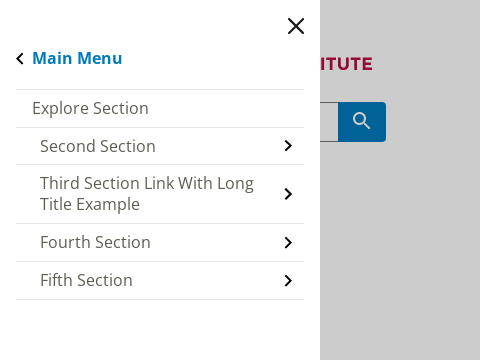 Main Menu
ITUTE
Explore Section
Second Section
Third Section Link With Long
Title Example
Fourth Section
Fifth Section